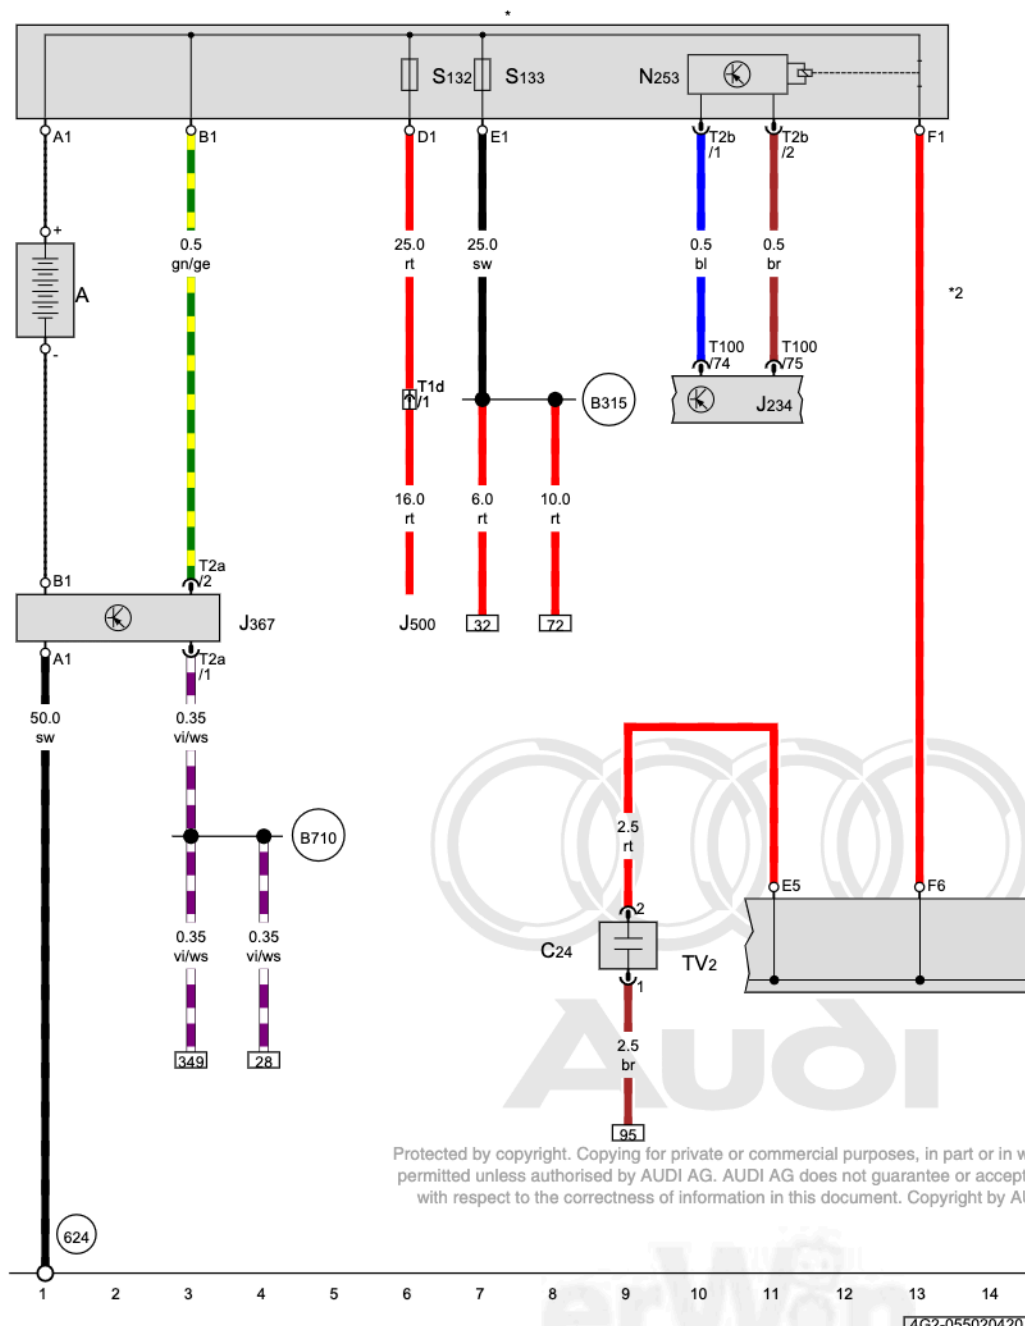 *
S132
S133
N253
A1
B1
D1
E1
T2b
/1
T2b
/2
F1
+
0.5
gn/ge
25.0
rt
25.0
sw
0.5
bl
0.5
br
A
*2
-
T100
/74
T100
/75
T1d
/1
B315
J234
16.0
rt
6.0
rt
10.0
rt
B1
T2a
/2
J367
J500
32
72
A1
T2a
/1
50.0
sw
0.35
vi/ws
B710
2.5
rt
E5
F6
2
0.35
vi/ws
0.35
vi/ws
C24
TV2
1
Audi
2.5
br
349
28
95
Protected by copyright. Copying for private or commercial purposes, in part or in
permitted unless authorised by AUDI AG. AUDI AG does not guarantee or accept
with respect to the correctness of information in this document. Copyright by
624
1 2 3 4 5 6 7 8 9 10 11 12 13 14
erWin
4G2-055020420